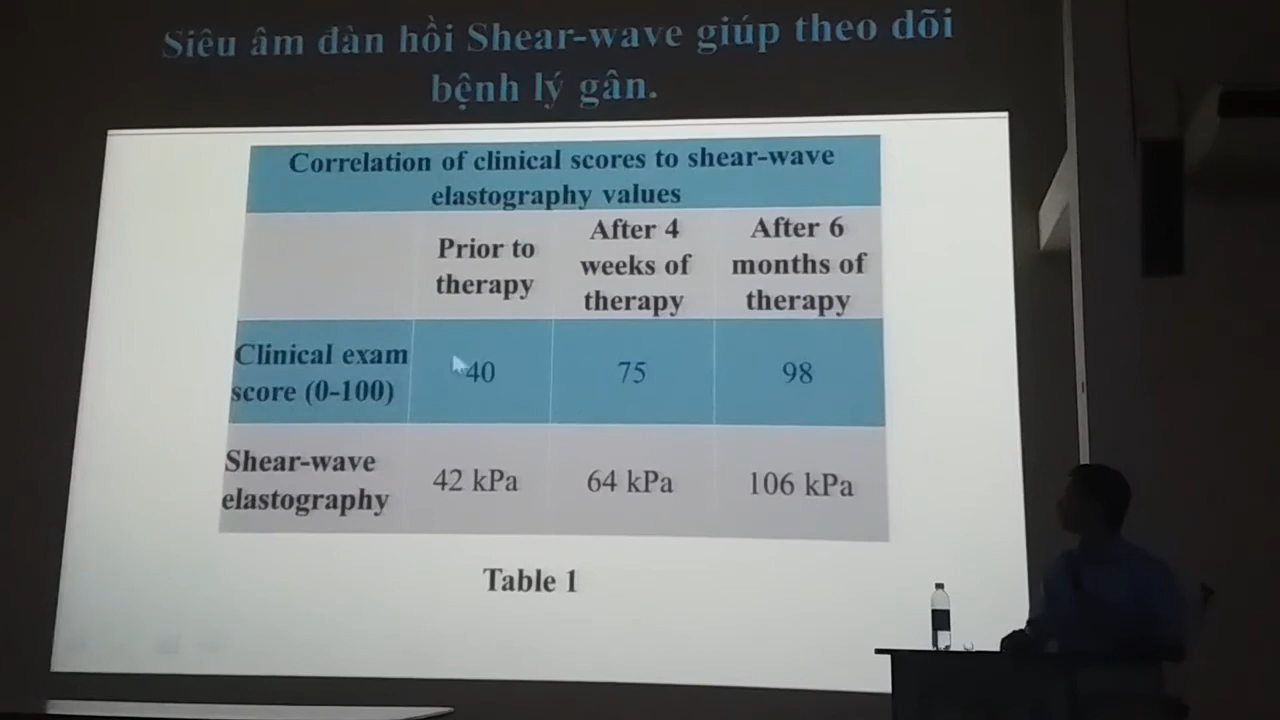 Siêu âm đàn hồi Shear-wave giúp theo dõi
bệnh lý gân.
Correlation of clinical scores to shear-wave
elastography values
Prior to
therapy
After 4
weeks of
therapy
After 6
months of
therapy
Clinical exam
score (0-100)
40
75
98
Shear-wave
elastography
42 kPa
64 kPa
106 kPa
Table 1